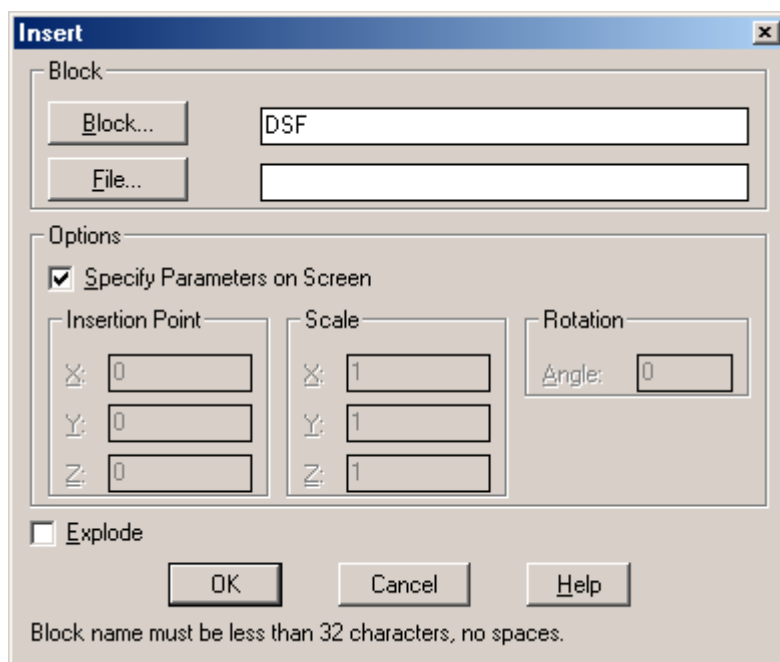 Insert
Block
Block... DSF
File...
Options
Specify Parameters on Screen
Insertion Point Scale Rotation
X: 0 X: 1 Angle: 0
Y: 0 Y: 1
Z: 0 Z: 1
Explode
OK Cancel Help
Block name must be less than 32 characters, no spaces.